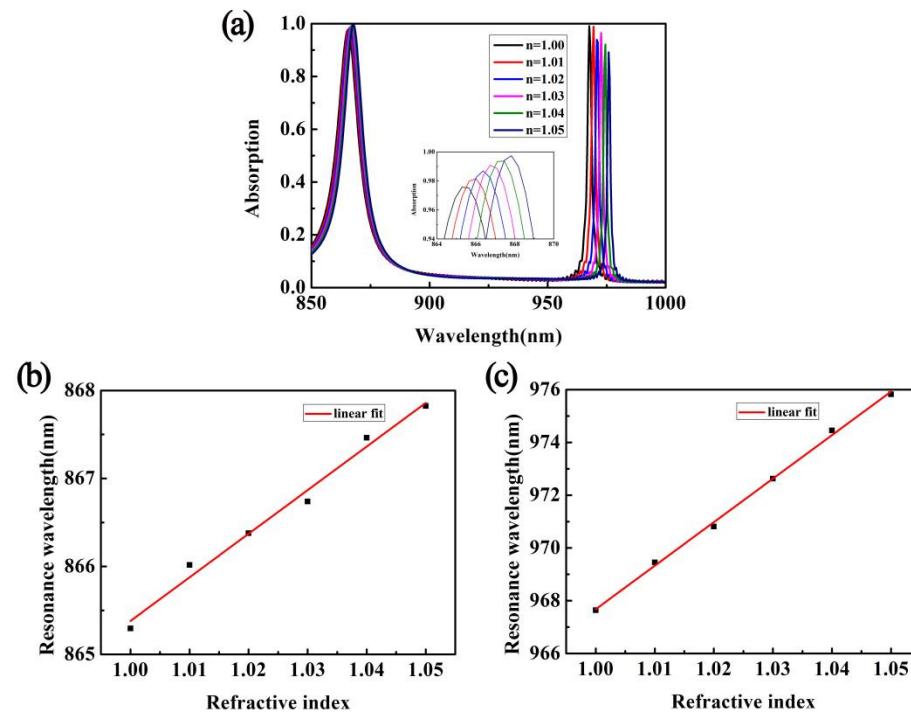 (a)
1.0
0.8
0.6
0.4
0.2
0.0
Absorption
n=1.00
n=1.01
n=1.02
n=1.03
n=1.04
n=1.05
1.00
0.98
0.96
0.94
Absorption
864 866 868 870
Wavelength(nm)
850 900 950 1000
Wavelength(nm)
(b)
868
867
866
865
Resonance wavelength(nm)
linear fit
1.00 1.01 1.02 1.03 1.04 1.05
Refractive index
(c)
976
974
972
970
968
966
Resonance wavelength(nm)
linear fit
1.00 1.01 1.02 1.03 1.04 1.05
Refractive index